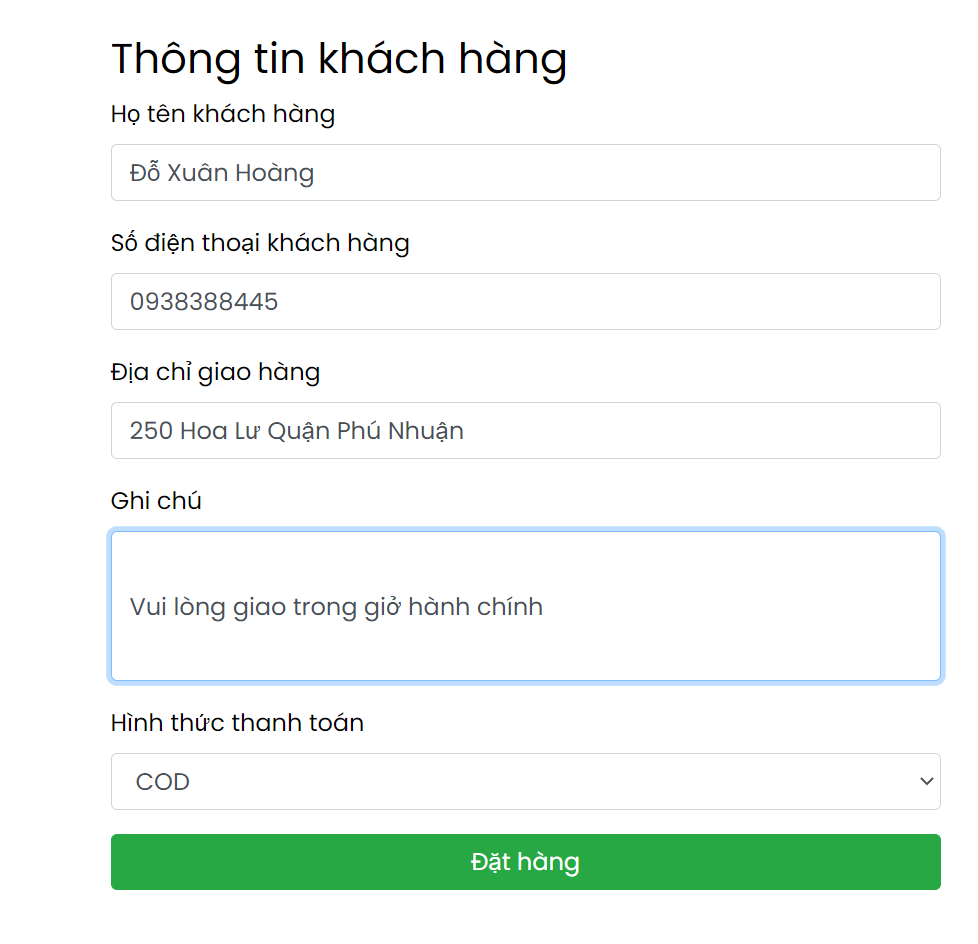 Thông tin khách hàng
Họ tên khách hàng
Đỗ Xuân Hoàng
Số điện thoại khách hàng
0938388445
Địa chỉ giao hàng
250 Hoa Lư Quận Phú Nhuận
Ghi chú
Vui lòng giao trong giở hành chính
Hình thức thanh toán
COD
Đặt hàng